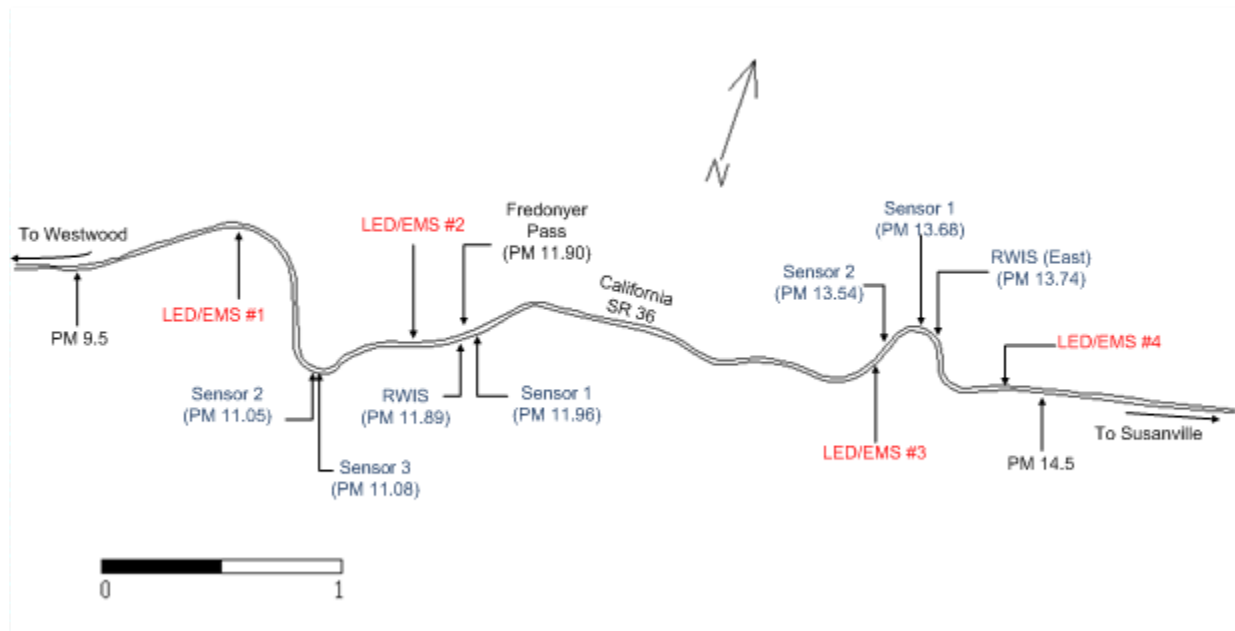 N
Sensor 1
(PM 13.68)
Fredonyer
Pass
(PM 11.90)
LED/EMS #2
To Westwood
RWIS (East)
(PM 13.74)
Sensor 2
(PM 13.54)
California
SR 36
LED/EMS #1
PM 9.5
LED/EMS #4
Sensor 2
(PM 11.05)
RWIS
(PM 11.89)
Sensor 1
(PM 11.96)
To Susanville
LED/EMS #3
PM 14.5
Sensor 3
(PM 11.08)
0
1